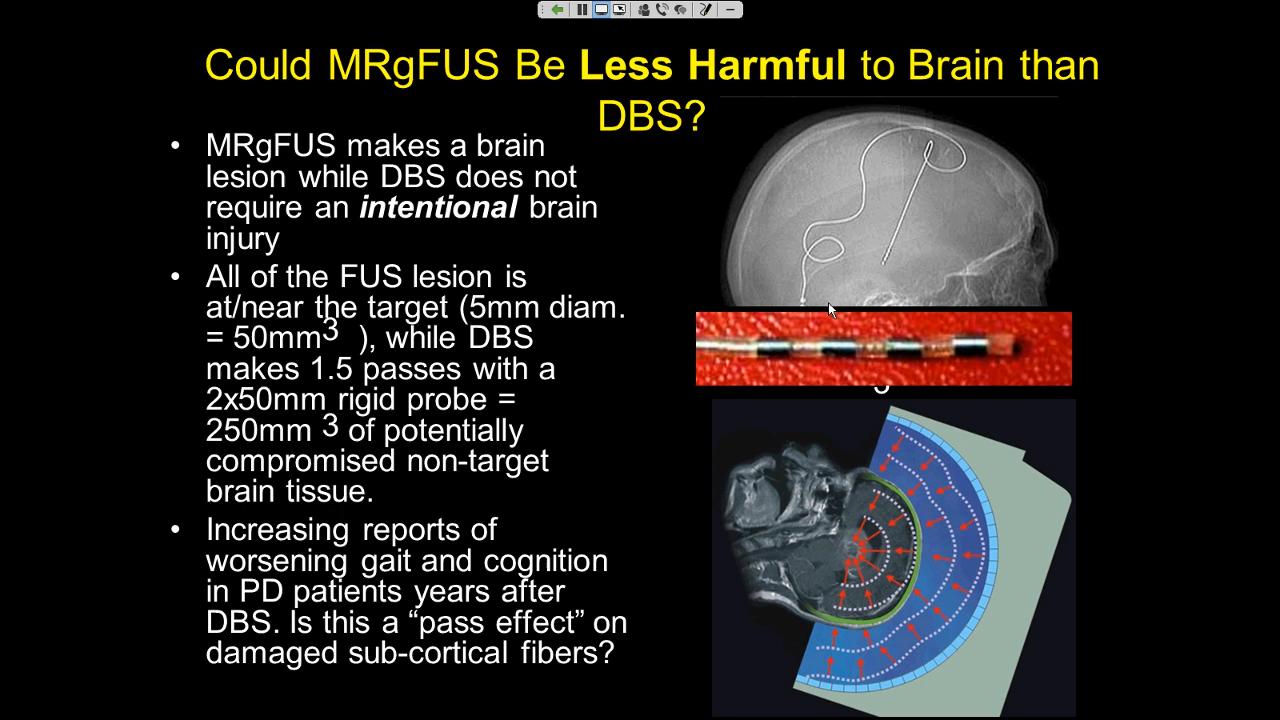 Could MRgFUS Be Less Harmful to Brain than
DBS?
• MRgFUS makes a brain
lesion while DBS does not
require an intentional brain
injury
• All of the FUS lesion is
at/near the target (5mm diam.
= 50mm3 ), while DBS
makes 1.5 passes with a
2x50mm rigid probe =
250mm 3 of potentially
compromised non-target
brain tissue.
• Increasing reports of
worsening gait and cognition
in PD patients years after
DBS. Is this a “pass effect” on
damaged sub-cortical fibers?